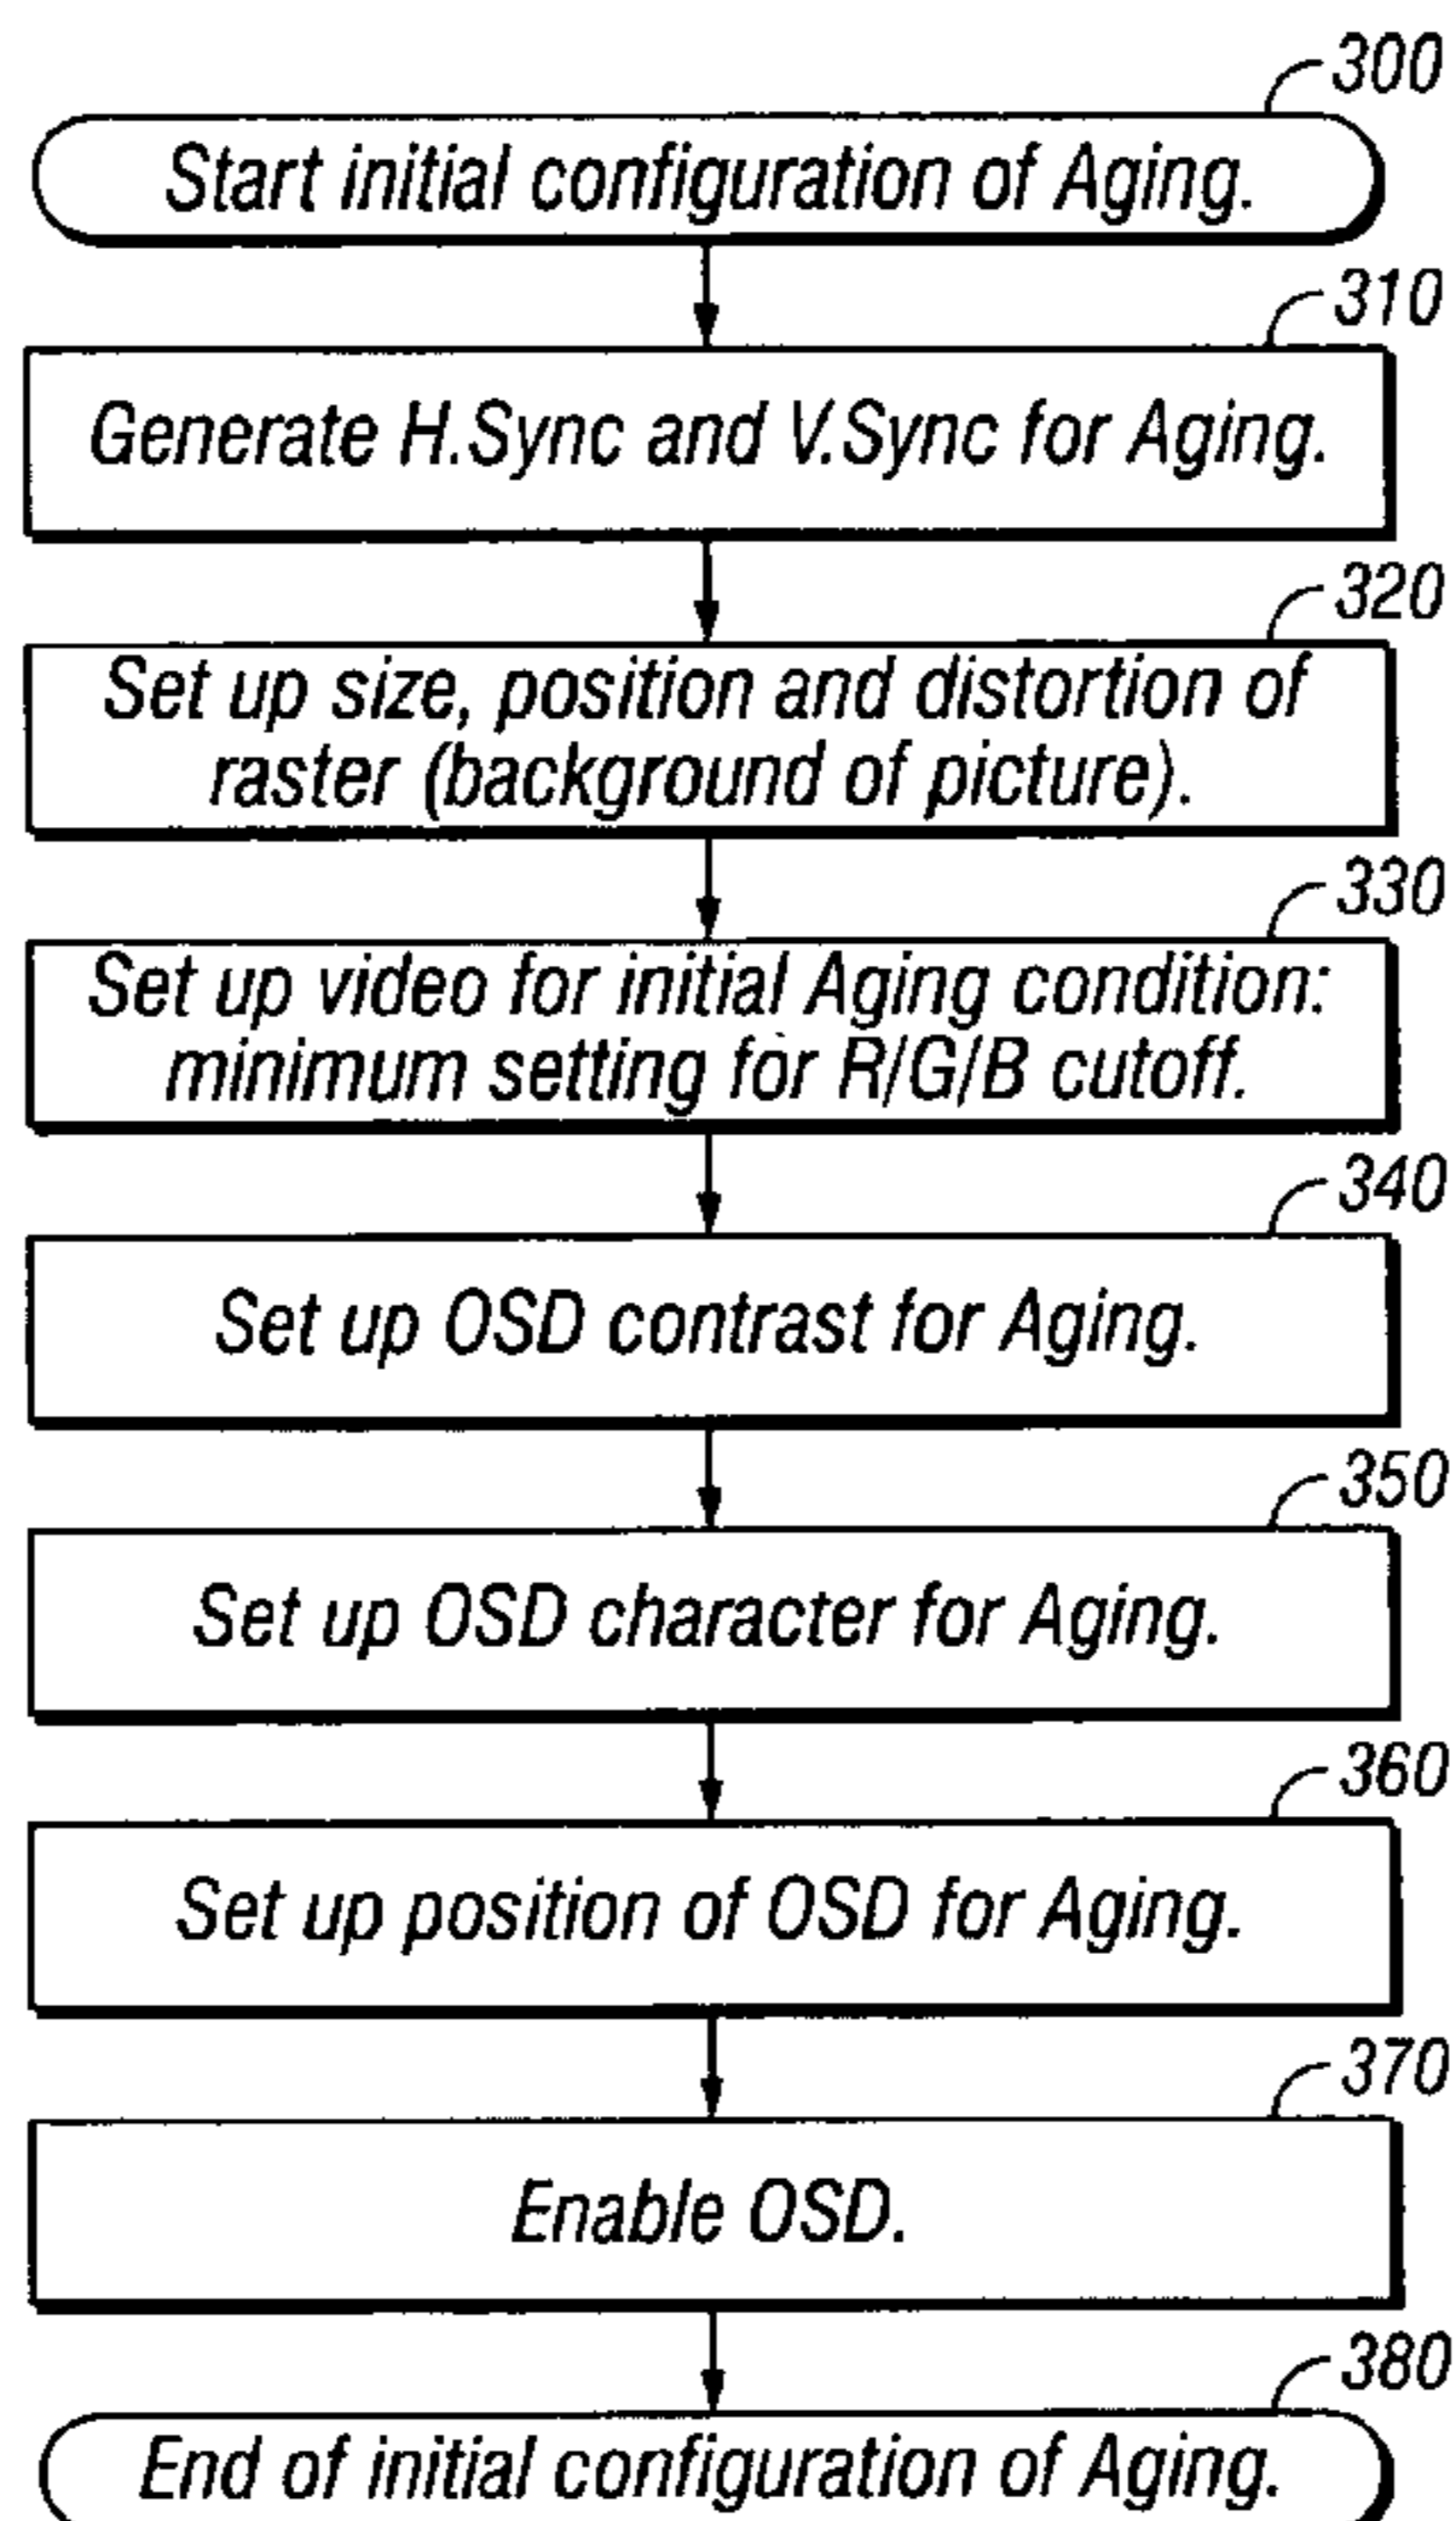 300
Start initial configuration of Aging.
310
Generate H.Sync and V.Sync for Aging.
320
Set up size, position and distortion of
raster (background of picture).
330
Set up video for initial Aging condition:
minimum setting for R/G/B cutoff.
340
Set up OSD contrast for Aging.
350
Set up OSD character for Aging.
360
Set up position of OSD for Aging.
370
Enable OSD.
380
End of initial configuration of Aging.